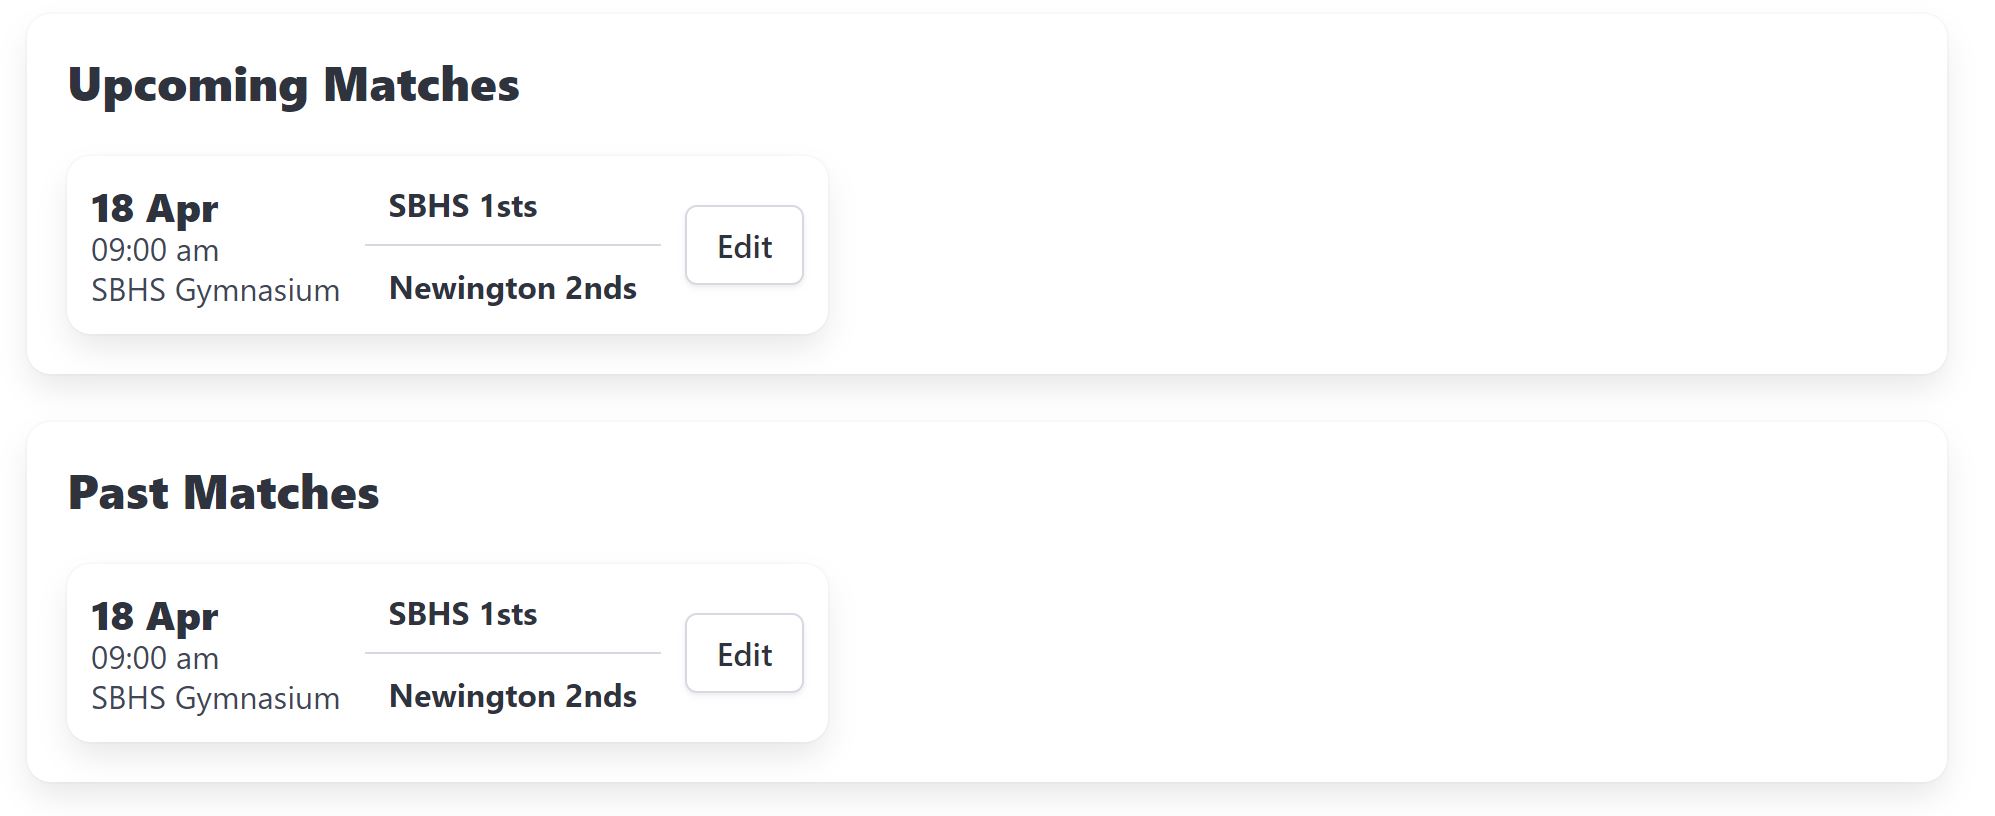 Upcoming Matches
18 Apr
09:00 am
SBHS Gymnasium
SBHS 1sts
Newington 2nds
Edit
Past Matches
18 Apr
09:00 am
SBHS Gymnasium
SBHS 1sts
Newington 2nds
Edit